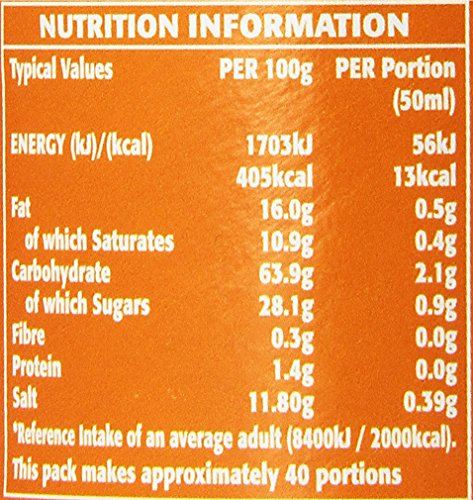 NUTRITION INFORMATION
Typical Values PER 100g PER Portion
(50ml)
ENERGY (kJ)/(kcal) 1703kJ 56kJ
405kcal 13kcal
Fat 16.0g 0.5g
of which Saturates 10.9g 0.4g
Carbohydrate 63.9g 2.1g
of which Sugars 28.1g 0.9g
Fibre 0.3g 0.0g
Protein 1.4g 0.0g
Salt 11.80g 0.39g
*Reference Intake of an average adult (8400kJ / 2000kcal).
This pack makes approximately 40 portions